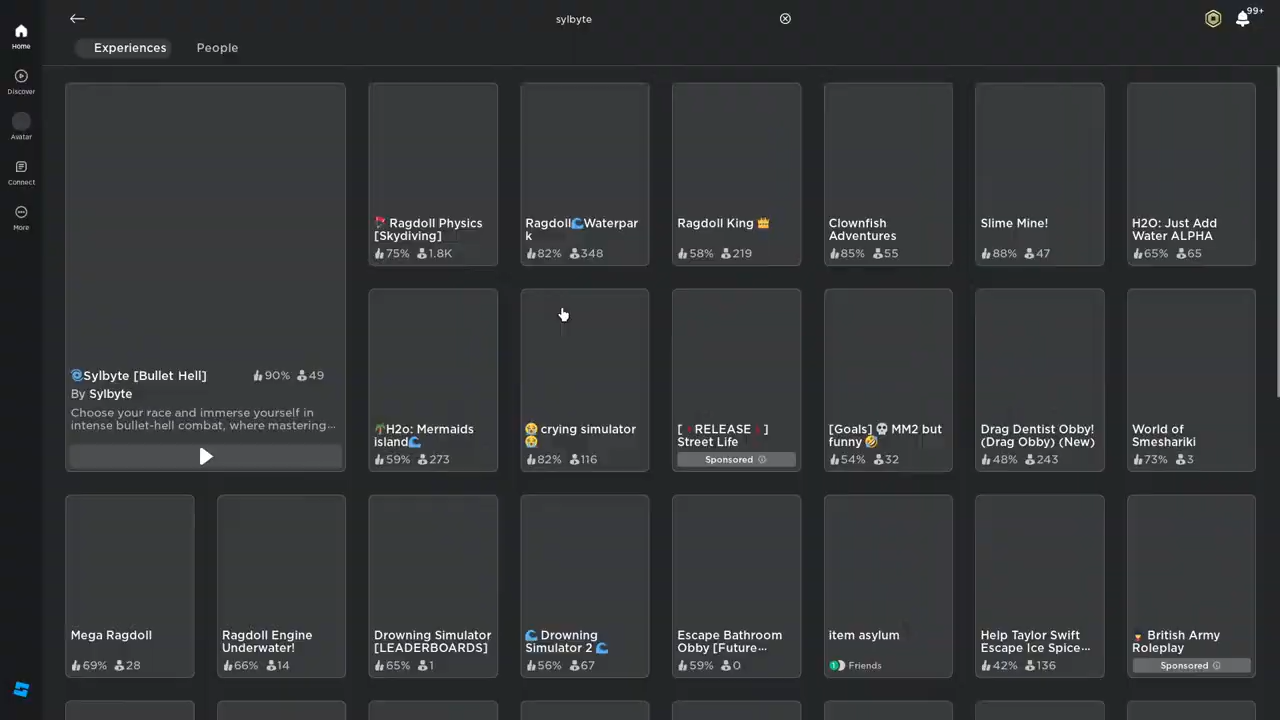 sylbyte
99+
Home
Discover
Avatar
Connect
More
Experiences
People
🌀Sylbyte [Bullet Hell]
90% 49
By Sylbyte
Choose your race and immerse yourself in
intense bullet-hell combat, where mastering···
Ragdoll Physics
[Skydiving]
75% 1.8K
Ragdoll🌊Waterpar
k
82% 348
Ragdoll King 👑
58% 219
Clownfish
Adventures
85% 55
Slime Mine!
88% 47
H2O: Just Add
Water ALPHA
65% 65
🌴H2o: Mermaids
island🌊
59% 273
😭 crying simulator
😭
82% 116
[ RELEASE ]
Street Life
Sponsored
[Goals] 💀MM2 but
funny🤣
54% 32
Drag Dentist Obby!
(Drag Obby) (New)
48% 243
World of
Smeshariki
73% 3
Mega Ragdoll
69% 28
Ragdoll Engine
Underwater!
66% 14
Drowning Simulator
[LEADERBOARDS]
65% 1
🌊 Drowning
Simulator 2 🌊
56% 67
Escape Bathroom
Obby [Future···
59% 0
item asylum
Friends
Help Taylor Swift
Escape Ice Spice···
42% 136
British Army
Roleplay
Sponsored